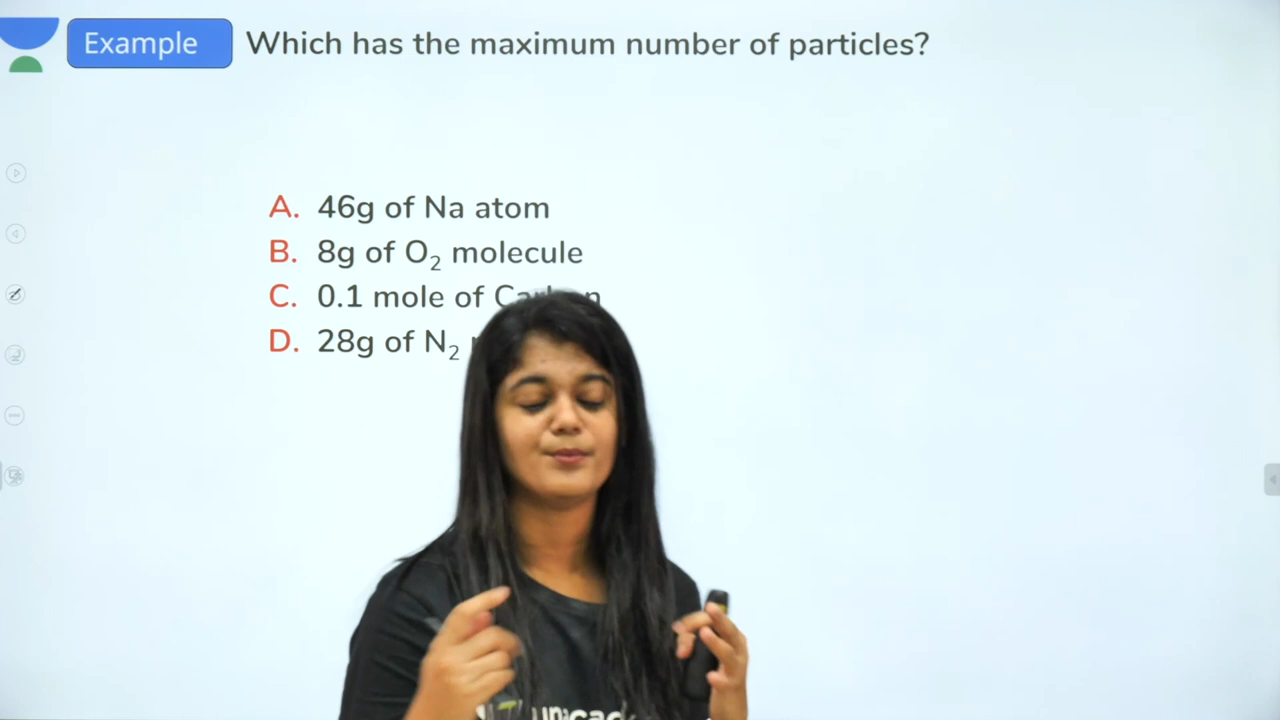 Example Which has the maximum number of particles?
A. 46g of Na atom
B. 8g of O₂ molecule
C. 0.1 mole of
D. 28g of N₂